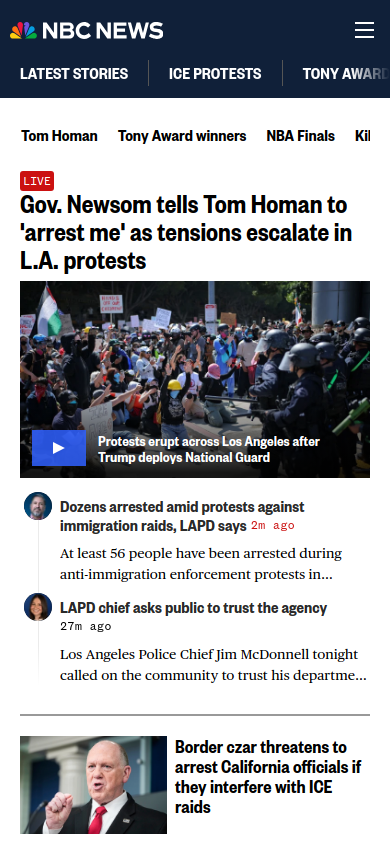 NBC NEWS
LATEST STORIES
ICE PROTESTS
TONY AWARD
Tom Homan
Tony Award winners
NBA Finals
LIVE
Gov. Newsom tells Tom Homan to
'arrest me' as tensions escalate in
L.A. protests
Protests erupt across Los Angeles after
Trump deploys National Guard
Dozens arrested amid protests against
immigration raids, LAPD says 2m ago
At least 56 people have been arrested during
anti-immigration enforcement protests in...
LAPD chief asks public to trust the agency
27m ago
Los Angeles Police Chief Jim McDonnell tonight
called on the community to trust his departme...
Border czar threatens to
arrest California officials if
they interfere with ICE
raids